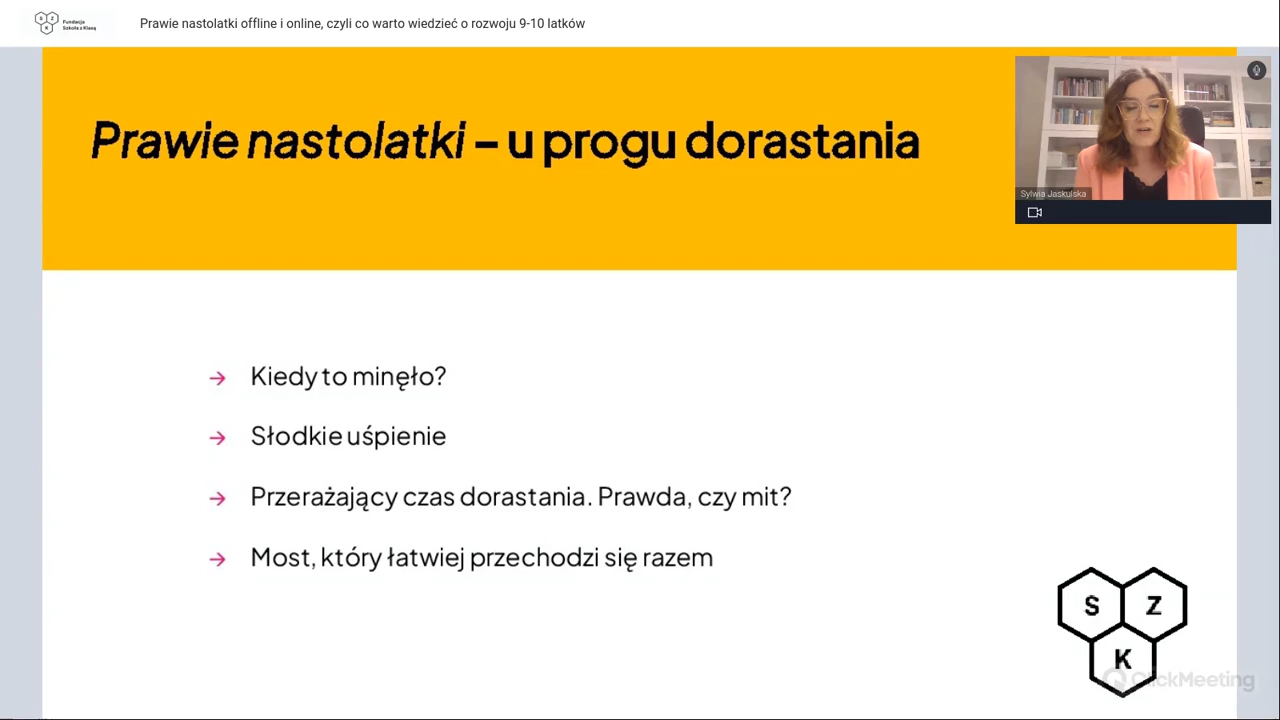 S Z
K
Fundacja
Szkoła z Klasą
Prawie nastolatki offline i online, czyli co warto wiedzieć o rozwoju 9-10 latków
Prawie nastolatki – u progu dorastania
Sylwia Jaskulska
→ Kiedy to minęło?
→ Słodkie uśpienie
→ Przerażający czas dorastania. Prawda, czy mit?
→ Most, który łatwiej przechodzi się razem
S Z
K
ClickMeeting